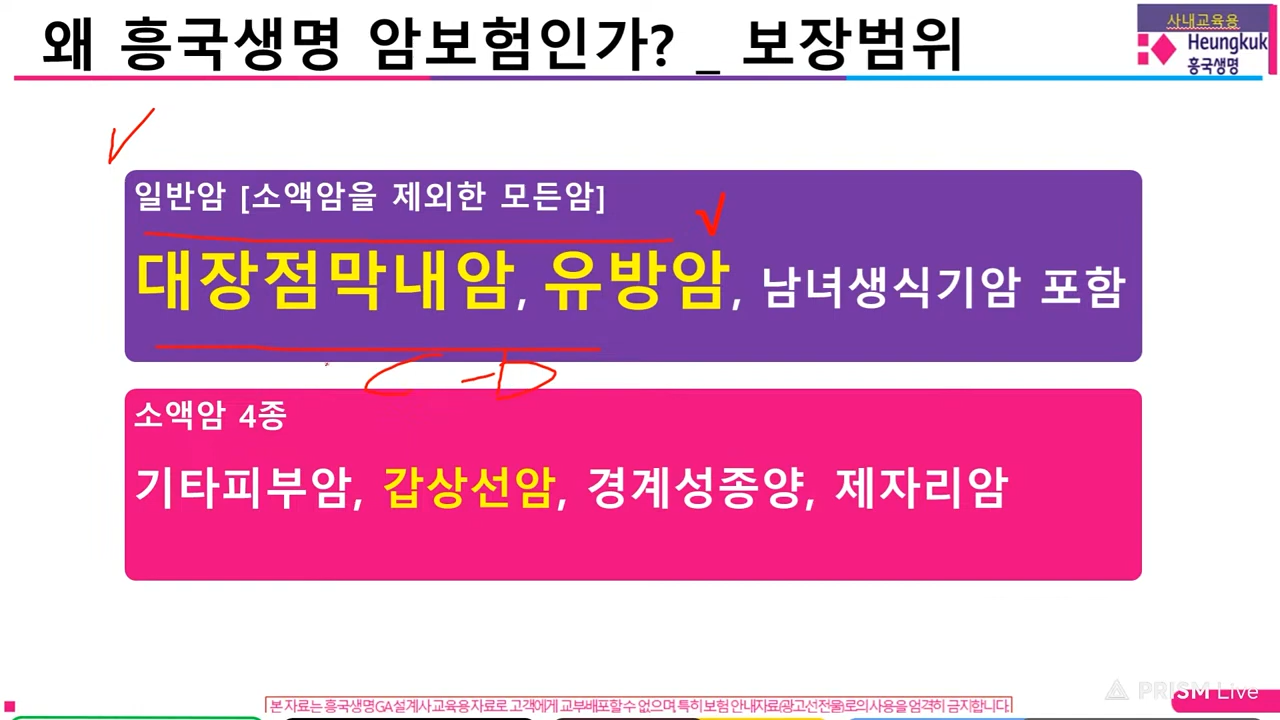 왜 흥국생명 암보험인가? _ 보장범위
사내교육용
Heungkuk
흥국생명
일반암 [소액암을 제외한 모든암]
대장점막내암, 유방암, 남녀생식기암 포함
C-D
소액암 4종
기타피부암, 갑상선암, 경계성종양, 제자리암
PRISM Live
본 자료는 흥국생명GA설계사 교육용 자료로 고객에게 교부배포할 수 없으며, 특히 보험 안내자료(광고선전물)로의 사용을 엄격히 금지합니다.